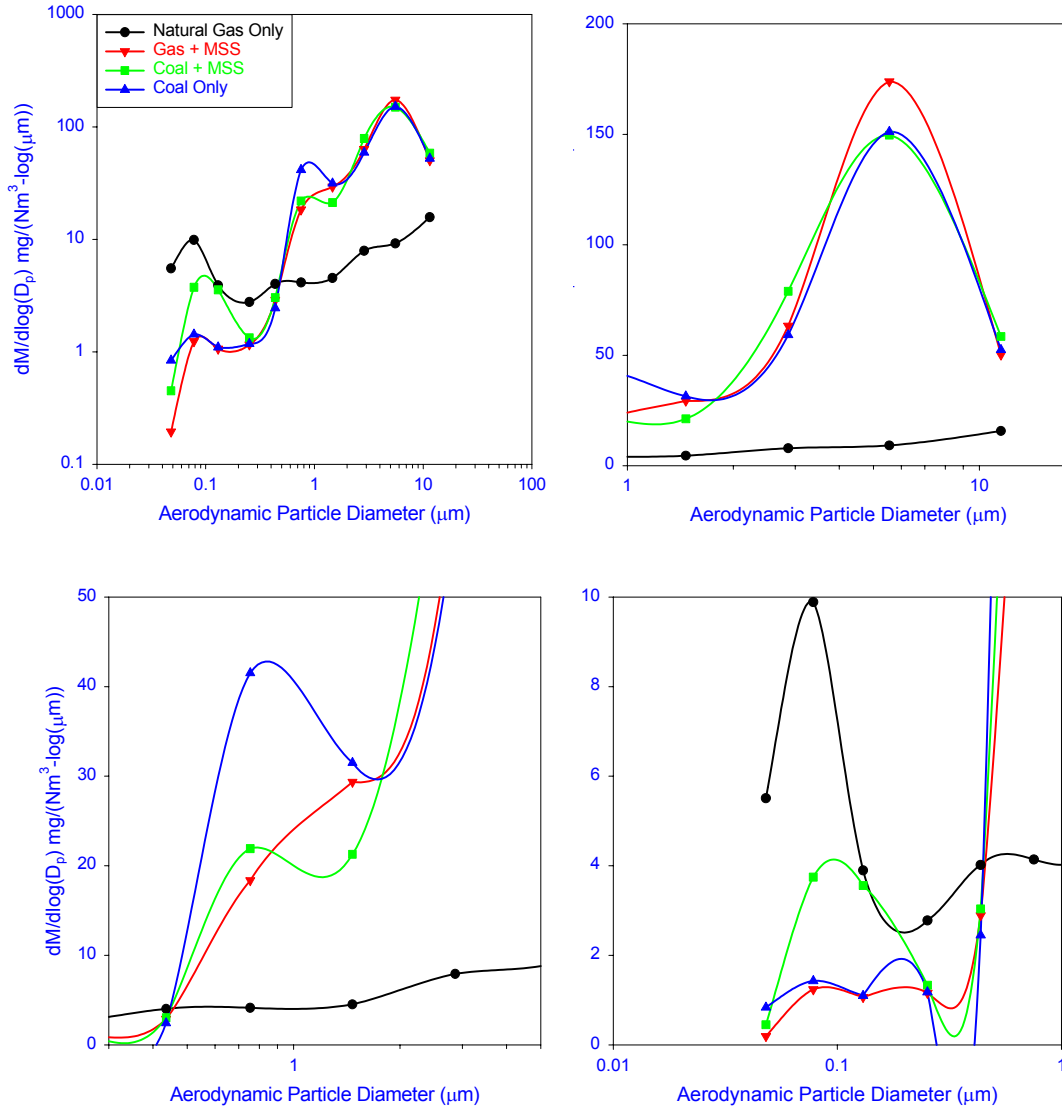 1000
100
10
1
0.1
dM/dlog(Dp) mg/(Nm3-log(μm))
Natural Gas Only
Gas + MSS
Coal + MSS
Coal Only
0.01 0.1 1 10 100
Aerodynamic Particle Diameter (μm)
200
150
100
50
0
1 10
Aerodynamic Particle Diameter (μm)
50
40
30
20
10
0
dM/dlog(Dp) mg/(Nm3-log(μm))
1
Aerodynamic Particle Diameter (μm)
10
8
6
4
2
0
0.01 0.1 1
Aerodynamic Particle Diameter (μm)